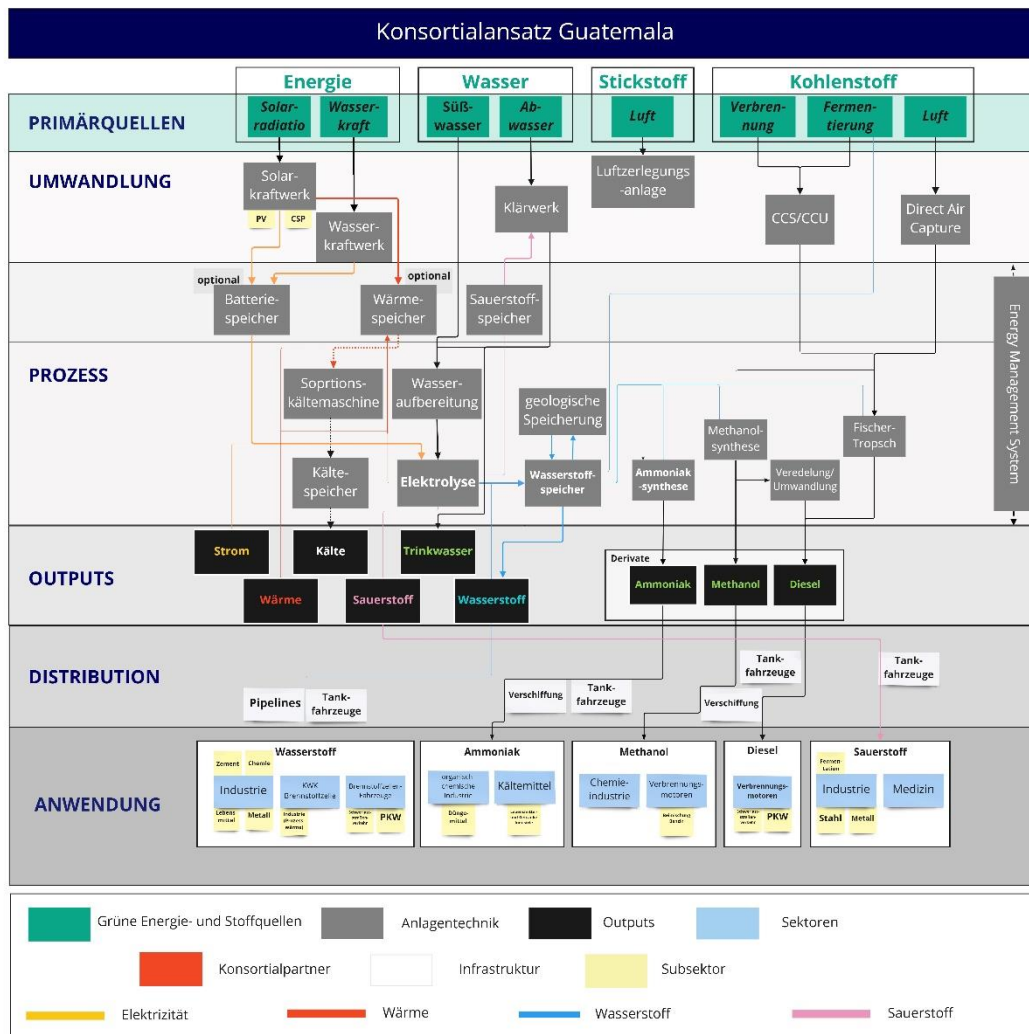 Konsortialansatz Guatemala
Energie
Wasser
Stickstoff
Kohlenstoff
PRIMÄRQUELLEN
Solar-
radiatio
Wasser-
kraft
Süß-
wasser
Ab-
wasser
Luft
Verbren-
nung
Fermen-
tierung
Luft
UMWANDLUNG
Solar-
kraftwerk
PV
CSP
Wasser-
kraftwerk
Klärwerk
Luftzerlegungs
-anlage
CCS/CCU
Direct Air
Capture
optional
Batterie-
speicher
optional
Wärme-
speicher
Sauerstoff-
speicher
Energy Management System
PROZESS
Soprtions-
kältemaschine
Wasser-
aufbereitung
geologische
Speicherung
Methanol-
synthese
Fischer-
Tropsch
Kälte-
speicher
Elektrolyse
Wasserstoff-
speicher
Ammoniak
-synthese
Veredelung/
Umwandlung
OUTPUTS
Strom
Kälte
Trinkwasser
Derivate
Ammoniak
Methanol
Diesel
Wärme
Sauerstoff
Wasserstoff
DISTRIBUTION
Pipelines
Tank-
fahrzeuge
Verschiffung
Tank-
fahrzeuge
Verschiffung
Tank-
fahrzeuge
Tank-
fahrzeuge
ANWENDUNG
Wasserstoff
Zement
Chemie
Industrie
KWK
Brennstoffzelle
Brennstoffzellen-
Fahrzeuge
Lebens
mittel
Metall
Industrie
(Prozess
wärme)
PKW
Ammoniak
organisch
chemische
Industrie
Kältemittel
Dünge-
mittel
Methanol
Chemie-
industrie
Verbrennungs-
motoren
Beimischung
Benzin
Diesel
Verbrennungs-
motoren
PKW
Sauerstoff
Fermen-
tation
Industrie
Medizin
Stahl
Metall
Grüne Energie- und Stoffquellen
Anlagentechnik
Outputs
Sektoren
Konsortialpartner
Infrastruktur
Subsektor
Elektrizität
Wärme
Wasserstoff
Sauerstoff